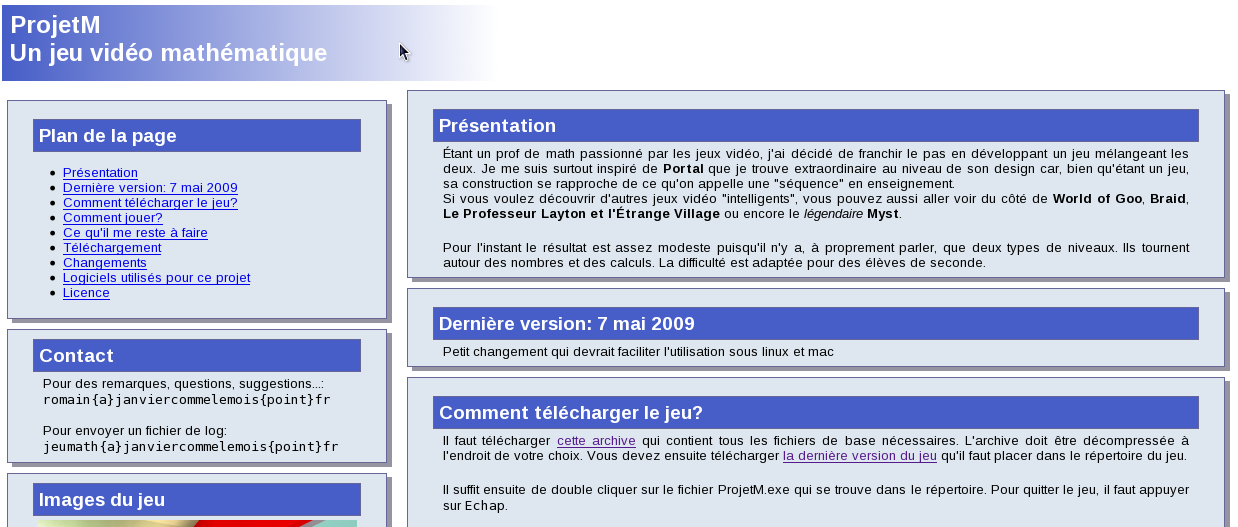 ProjetM
Un jeu vidéo mathématique
Plan de la page
Présentation
Dernière version: 7 mai 2009
Comment télécharger le jeu?
Comment jouer?
Ce qu'il me reste à faire
Téléchargement
Changements
Logiciels utilisés pour ce projet
Licence
Contact
Pour des remarques, questions, suggestions...:
romain{a}janviercommelemois{point}fr
Pour envoyer un fichier de log:
jeumath{a}janviercommelemois{point}fr
Images du jeu
Présentation
Étant un prof de math passionné par les jeux vidéo, j'ai décidé de franchir le pas en développant un jeu mélangeant les
deux. Je me suis surtout inspiré de Portal que je trouve extraordinaire au niveau de son design car, bien qu'étant un jeu,
sa construction se rapproche de ce qu'on appelle une "séquence" en enseignement.
Si vous voulez découvrir d'autres jeux vidéo "intelligents", vous pouvez aussi aller voir du côté de World of Goo, Braid,
Le Professeur Layton et l'Étrange Village ou encore le légendaire Myst.
Pour l'instant le résultat est assez modeste puisqu'il n'y a, à proprement parler, que deux types de niveaux. Ils tournent
autour des nombres et des calculs. La difficulté est adaptée pour des élèves de seconde.
Dernière version: 7 mai 2009
Petit changement qui devrait faciliter l'utilisation sous linux et mac
Comment télécharger le jeu?
Il faut télécharger cette archive qui contient tous les fichiers de base nécessaires. L'archive doit être décompressée à
l'endroit de votre choix. Vous devez ensuite télécharger la dernière version du jeu qu'il faut placer dans le répertoire du jeu.
Il suffit ensuite de double cliquer sur le fichier ProjetM.exe qui se trouve dans le répertoire. Pour quitter le jeu, il faut appuyer
sur Echap.